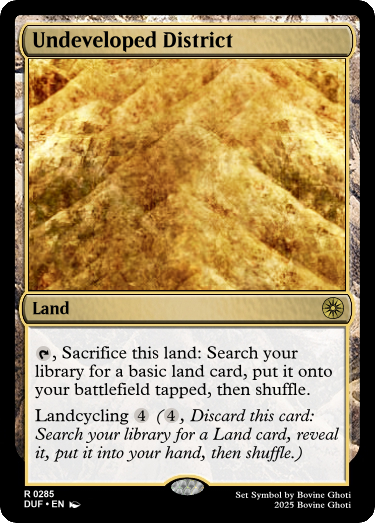 Undeveloped District
Land
, Sacrifice this land: Search your
library for a basic land card, put it onto
your battlefield tapped, then shuffle.
Landcycling 4 (4, Discard this card:
Search your library for a Land card, reveal
it, put it into your hand, then shuffle.)
R 0285
DUF • EN
Set Symbol by Bovine Ghoti
2025 Bovine Ghoti